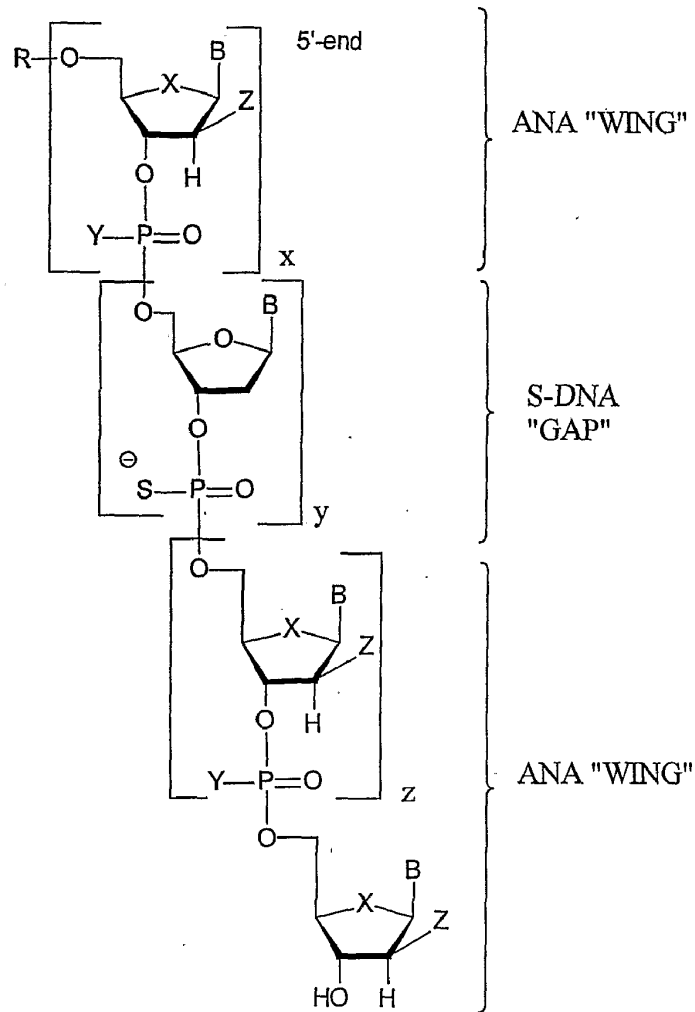 5'-end
R-O
B
X
Z
O
H
Y-P=O
x
ANA "WING"
O
B
O
O
⊖
S-P=O
y
S-DNA
"GAP"
O
B
X
Z
O
H
Y-P=O
z
O
B
X
Z
HO
H
ANA "WING"